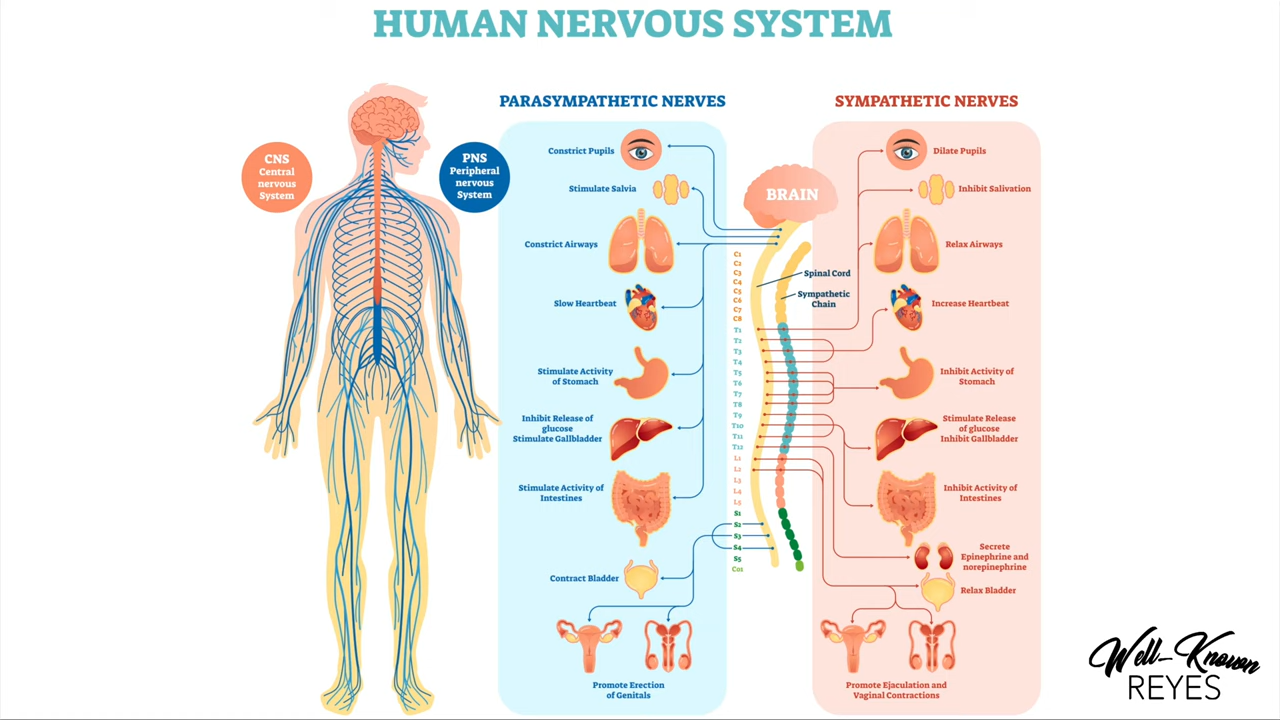 HUMAN NERVOUS SYSTEM
CNS
Central
nervous
System
PNS
Peripheral
nervous
System
PARASYMPATHETIC NERVES
Constrict Pupils
Stimulate Salvia
Constrict Airways
Slow Heartbeat
Stimulate Activity
of Stomach
Inhibit Release of
glucose
Stimulate Gallbladder
Stimulate Activity of
Intestines
Contract Bladder
Promote Erection
of Genitals
BRAIN
Spinal Cord
Sympathetic
Chain
C1
C2
C3
C4
C5
C6
C7
C8
T1
T2
T3
T4
T5
T6
T7
T8
T9
T10
T11
T12
L1
L2
L3
L4
L5
S1
S2
S3
S4
S5
Co1
SYMPATHETIC NERVES
Dilate Pupils
Inhibit Salivation
Relax Airways
Increase Heartbeat
Inhibit Activity of
Stomach
Stimulate Release
of glucose
Inhibit Gallbladder
Inhibit Activity of
Intestines
Secrete
Epinephrine and
norepinephrine
Relax Bladder
Promote Ejaculation and
Vaginal Contractions
Well-Known
REYES